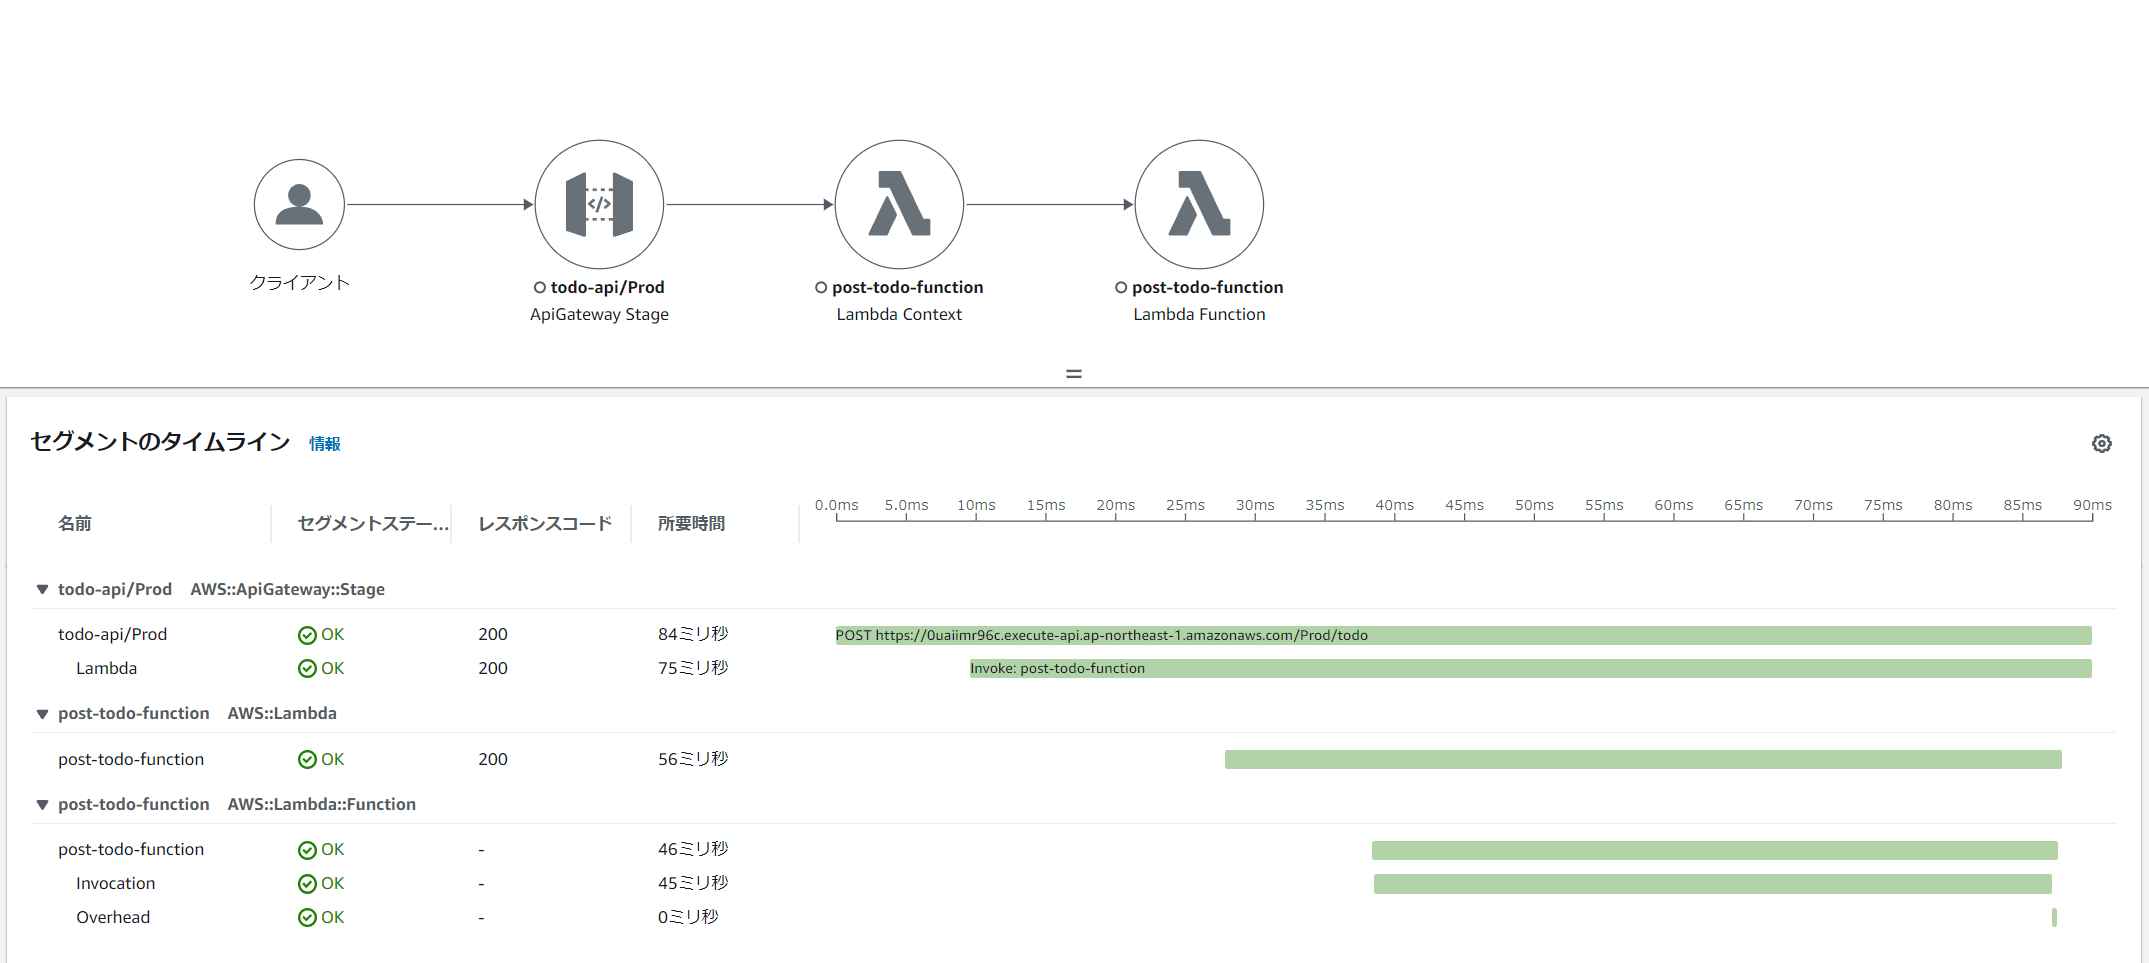 クライアント
todo-api/Prod
ApiGateway Stage
post-todo-function
Lambda Context
post-todo-function
Lambda Function
セグメントのタイムライン 情報
名前 セグメントステー... レスポンスコード 所要時間 0.0ms 5.0ms 10ms 15ms 20ms 25ms 30ms 35ms 40ms 45ms 50ms 55ms 60ms 65ms 70ms 75ms 80ms 85ms 90ms
todo-api/Prod AWS::ApiGateway::Stage
todo-api/Prod OK 200 84ミリ秒 POST https://0uaiimr96c.execute-api.ap-northeast-1.amazonaws.com/Prod/todo
Lambda OK 200 75ミリ秒 Invoke: post-todo-function
post-todo-function AWS::Lambda
post-todo-function OK 200 56ミリ秒
post-todo-function AWS::Lambda::Function
post-todo-function OK - 46ミリ秒
Invocation OK - 45ミリ秒
Overhead OK - 0ミリ秒